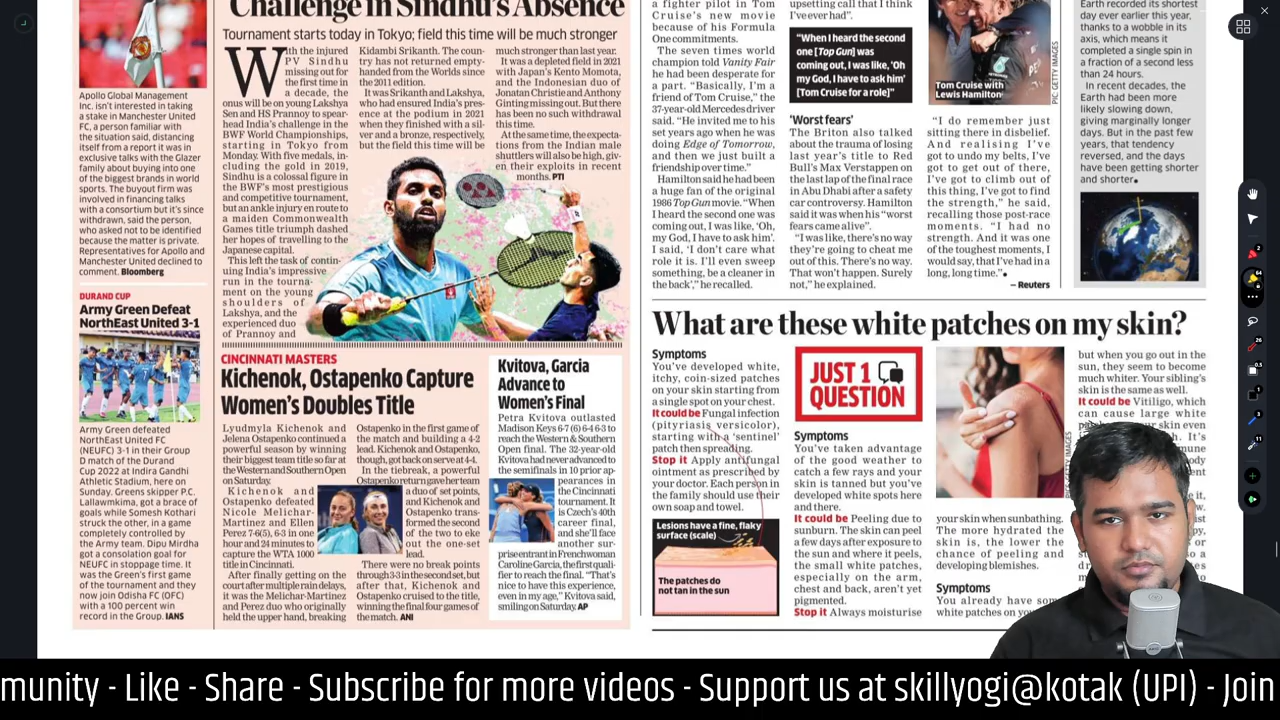 Challenge in Sindhu's Absence
Tournament starts today in Tokyo; field this time will be much stronger
Apollo Global Management
Inc. isn't interested in taking
a stake in Manchester United
FC, a person familiar with
the situation said, distancing
itself from a report it was in
exclusive talks with the Glazer
family about buying into one
of the biggest brands in world
sports. The buyout firm was
involved in financing talks
with a consortium but it's since
withdrawn, said the person,
who asked not to be identified
because the matter is private.
Representatives for Apollo and
Manchester United declined to
comment. Bloomberg
DURAND CUP
Army Green Defeat
NorthEast United 3-1
Army Green defeated
NorthEast United FC
(NEUFC) 3-1 in their Group
D match of the Durand
Cup 2022 at Indira Gandhi
Athletic Stadium, here on
Sunday. Greens skipper P.C.
Lallawmkima, got a brace of
goals while Somesh Kothari
struck the other, in a game
completely controlled by
the Army team. Dipu Mirdha
got a consolation goal for
NEUFC in stoppage time. It
was the Green's first game
of the tournament and they
now join Odisha FC (OFC)
with a 100 percent win
record in the Group. IANS
With the injured
PV Sindhu
missing out for
the first time in
a decade, the
onus will be on young Lakshya
Sen and HS Prannoy to spear-
head India's challenge in the
BWF World Championships,
starting in Tokyo from
Monday. With five medals, in-
cluding the gold in 2019,
Sindhu is a colossal figure in
the BWF's most prestigious
and competitive tournament,
but an ankle injury en route to
a maiden Commonwealth
Games title triumph dashed
her hopes of travelling to the
Japanese capital.
This left the task of contin-
uing India's impressive
run in the tourna-
ment on the young
shoulders of
Lakshya, and the
experienced duo
of Prannoy and
Kidambi Srikanth. The coun-
try has not returned empty-
handed from the Worlds since
the 2011 edition.
It was Srikanth and Lakshya,
who had ensured India's pres-
ence at the podium in 2021
when they finished with a sil-
ver and a bronze, respectively,
but the field this time will be
much stronger than last year.
It was a depleted field in 2021
with Japan's Kento Momota,
and the Indonesian duo of
Jonatan Christie and Anthony
Ginting missing out. But there
has been no such withdrawal
this time.
At the same time, the expecta-
tions from the Indian male
shuttlers will also be high, giv-
en their exploits in recent
months. PTI
CINCINNATI MASTERS
Kichenok, Ostapenko Capture
Women's Doubles Title
Lyudmyla Kichenok and
Jelena Ostapenko continued a
powerful season by winning
their biggest team title so far at
the Western and Southern Open
on Saturday.
Kichenok and
Ostapenko defeated
Nicole Melichar-
Martinez and Ellen
Perez 7-6(5), 6-3 in one
hour and 24 minutes to
capture the WTA 1000
title in Cincinnati.
After finally getting on the
court after multiple rain delays,
it was the Melichar-Martinez
and Perez duo who originally
held the upper hand, breaking
Ostapenko in the first game of
the match and building a 4-2
lead. Kichenok and Ostapenko,
though, got back on serve at 4-4.
In the tiebreak, a powerful
Ostapenko return gave her team
a duo of set points,
and Kichenok and
Ostapenko trans-
formed the second
of the two to eke
out the one-set
lead.
There were no break points
through 3-3 in the second set, but
after that, Kichenok and
Ostapenko cruised to the title,
winning the final four games of
the match. ANI
Kvitova, Garcia
Advance to
Women's Final
Petra Kvitova outlasted
Madison Keys 6-7 (6) 6-4 6-3 to
reach the Western & Southern
Open final. The 32-year-old
Kvitova had never advanced to
the semifinals in 10 prior ap-
pearances in
the Cincinnati
tournament. It
is Czech's 40th
career final,
and she'll face
another sur-
prise entrant in Frenchwoman
Caroline Garcia, the first quali-
fier to reach the final. "That's
nice to have this experience,
even in my age," Kvitova said,
smiling on Saturday. AP
a fighter pilot in Tom
Cruise's new movie
because of his Formula
One commitments.
The seven times world
champion told Vanity Fair
he had been desperate for
a part. "Basically, I'm a
friend of Tom Cruise," the
37-year-old Mercedes driver
said. "He invited me to his
set years ago when he was
doing Edge of Tomorrow,
and then we just built a
friendship over time."
Hamilton said he had been
a huge fan of the original
1986 Top Gun movie. "When
I heard the second one was
coming out, I was like, 'Oh,
my God, I have to ask him'.
I said, 'I don't care what
role it is. I'll even sweep
something, be a cleaner in
the back'," he recalled.
upsetting call that I think
I've ever had".
"When I heard the second
one [Top Gun] was
coming out, I was like, 'Oh
my God, I have to ask him'
[Tom Cruise for a role]"
'Worst fears'
The Briton also talked
about the trauma of losing
last year's title to Red
Bull's Max Verstappen on
the last lap of the final race
in Abu Dhabi after a safety
car controversy. Hamilton
said it was when his "worst
fears came alive".
"I was like, there's no way
they're going to cheat me
out of this. There's no way.
That won't happen. Surely
not," he explained.
Tom Cruise with
Lewis Hamilton
PIC: GETTY IMAGES
"I do remember just
sitting there in disbelief.
And realising I've
got to undo my belts, I've
got to get out of there,
I've got to climb out of
this thing, I've got to find
the strength," he said,
recalling those post-race
moments. "I had no
strength. And it was one
of the toughest moments, I
would say, that I've had in a
long, long time."
– Reuters
Earth recorded its shortest
day ever earlier this year,
thanks to a wobble in its
axis, which means it
completed a single spin in
a fraction of a second less
than 24 hours.
In recent decades, the
Earth had been more
likely slowing down,
giving marginally longer
days. But in the past few
years, that tendency
reversed, and the days
have been getting shorter
and shorter
What are these white patches on my skin?
Symptoms
You've developed white,
itchy, coin-sized patches
on your skin starting from
a single spot on your chest.
It could be Fungal infection
(pityriasis versicolor),
starting with a 'sentinel'
patch then spreading.
Stop it Apply antifungal
ointment as prescribed by
your doctor. Each person in
the family should use their
own soap and towel.
Lesions have a fine, flaky
surface (scale)
The patches do
not tan in the sun
JUST 1
QUESTION
Symptoms
You've taken advantage
of the good weather to
catch a few rays and your
skin is tanned but you've
developed white spots here
and there.
It could be Peeling due to
sunburn. The skin can peel
a few days after exposure to
the sun and where it peels,
the small white patches,
especially on the arm,
chest and back, aren't yet
pigmented.
Stop it Always moisturise
your skin when sunbathing.
The more hydrated the
skin is, the lower the
chance of peeling and
developing blemishes.
Symptoms
You already have some
white patches on you
but when you go out in the
sun, they seem to become
much whiter. Your sibling's
skin is the same as well.
It could be Vitiligo, which
can cause large white
munity - Like - Share - Subscribe for more videos - Support us at skillyogi@kotak (UPI) - Join